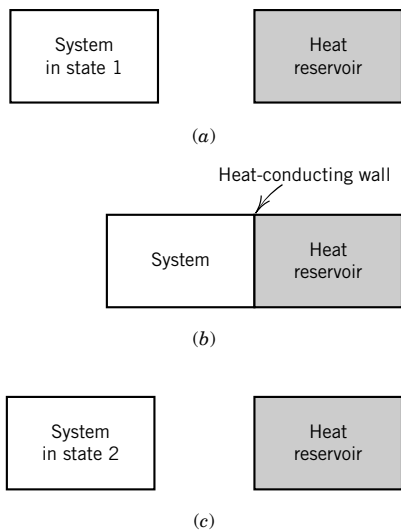 System
in state 1
Heat
reservoir
(a)
Heat-conducting wall
System
Heat
reservoir
(b)
System
in state 2
Heat
reservoir
(c)